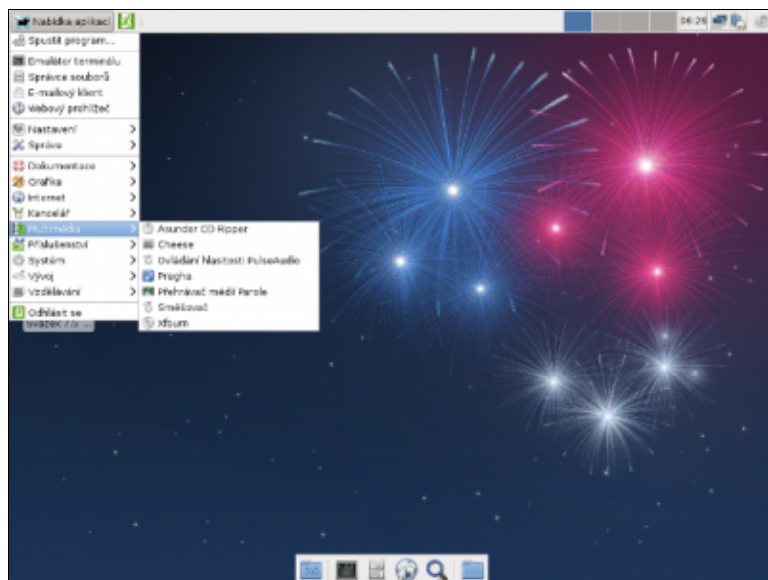 Nabídka aplikací
06:26
Spustit program...
Emulátor terminálu
Správce souborů
E-mailový klient
Webový prohlížeč
Nastavení
Správa
Dokumentace
Grafika
Internet
Kancelář
Multimédia
Příslušenství
Systém
Vývoj
Vzdělávání
Odhlásit se
Asunder CD Ripper
Cheese
Ovládání hlasitosti PulseAudio
Pragha
Přehrávač médií Parole
Směšovač
Xfburn